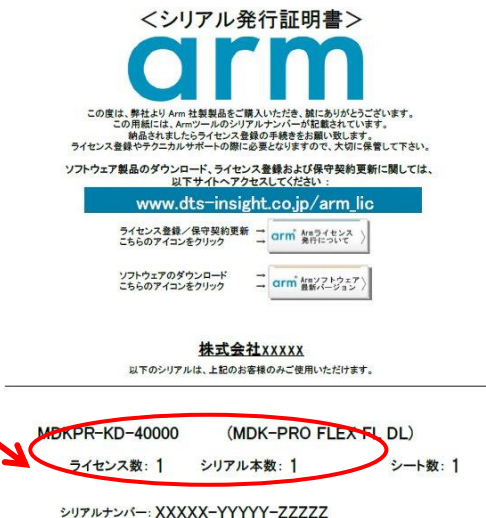 <シリアル発行証明書>
arm
この度は、弊社より Arm 社製製品をご購入いただき、誠にありがとうございます。
この用紙には、Armツールのシリアルナンバーが記載されています。
納品されましたらライセンス登録の手続きをお願い致します。
ライセンス登録やテクニカルサポートの際に必要となりますので、大切に保管して下さい。
ソフトウェア製品のダウンロード、ライセンス登録および保守契約更新に関しては、
以下サイトへアクセスしてください：
www.dts-insight.co.jp/arm_lic
ライセンス登録／保守契約更新 →
こちらのアイコンをクリック →
arm Armライセンス
発行について
ソフトウェアのダウンロード →
こちらのアイコンをクリック →
arm Armソフトウェア
最新バージョン
株式会社xxxxx
以下のシリアルは、上記のお客様のみご使用いただけます。
MDKPR-KD-40000 (MDK-PRO FLEX FL DL)
ライセンス数: 1 シリアル本数: 1 シート数: 1
シリアルナンバー: XXXXX-YYYYY-ZZZZZ